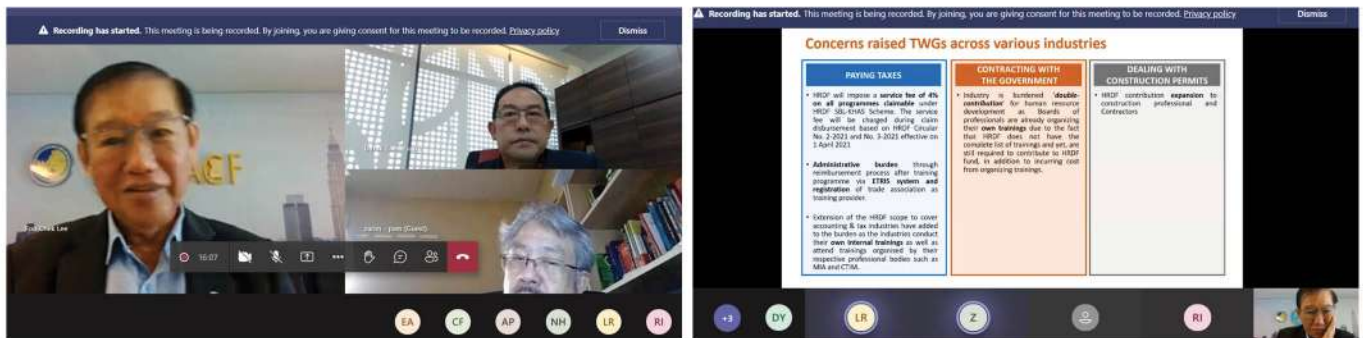 Recording has started. This meeting is being recorded. By joining, you are giving consent for this meeting to be recorded. Privacy policy
Dismiss
ACF
zarin - pam (Guest)
16:07
EA
CF
AP
NH
LR
RI
Recording has started. This meeting is being recorded. By joining, you are giving consent for this meeting to be recorded. Privacy policy
Dismiss
Concerns raised TWGs across various industries
PAYING TAXES
• HRDF will impose a service fee of 4%
on all programmes claimable under
HRDF SBL-KHAS Scheme. The service
fee will be charged during claim
disbursement based on HRDF Circular
No. 2-2021 and No. 3-2021 effective on
1 April 2021
• Administrative burden through
reimbursement process after training
programme via ETRIS system and
registration of trade association as
training provider.
• Extension of the HRDF scope to cover
accounting & tax industries have added
to the burden as the industries conduct
their own internal trainings as well as
attend trainings organised by their
respective professional bodies such as
MIA and CTIM.
CONTRACTING WITH
THE GOVERNMENT
• Industry is burdened 'double-
contribution' for human resource
development as Boards of
professionals are already organizing
their own trainings due to the fact
that HRDF does not have the
complete list of trainings and yet, are
still required to contribute to HRDF
fund, in addition to incurring cost
from organizing trainings.
DEALING WITH
CONSTRUCTION PERMITS
• HRDF contribution expansion to
construction professional and
Contractors
+3
DY
LR
Z
RI